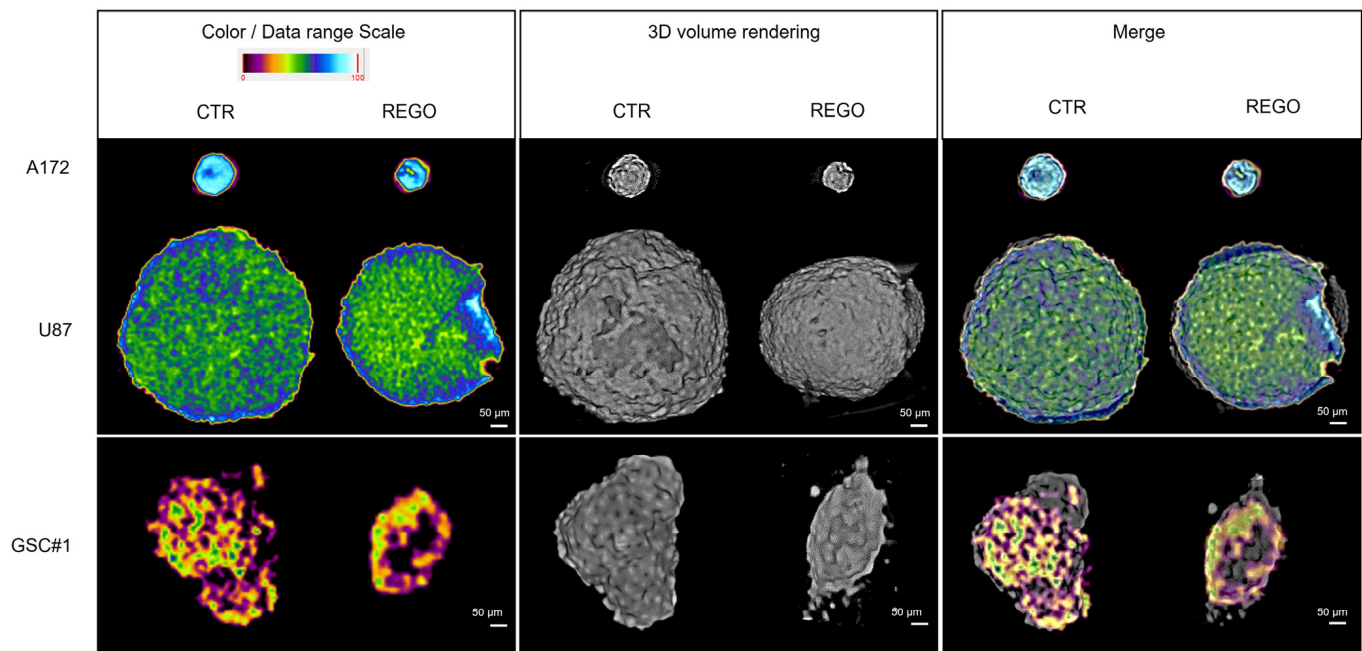 Color / Data range Scale
3D volume rendering
Merge
0
100
CTR
REGO
CTR
REGO
CTR
REGO
A172
U87
50 µm
50 µm
50 µm
GSC#1
50 µm
50 µm
50 µm